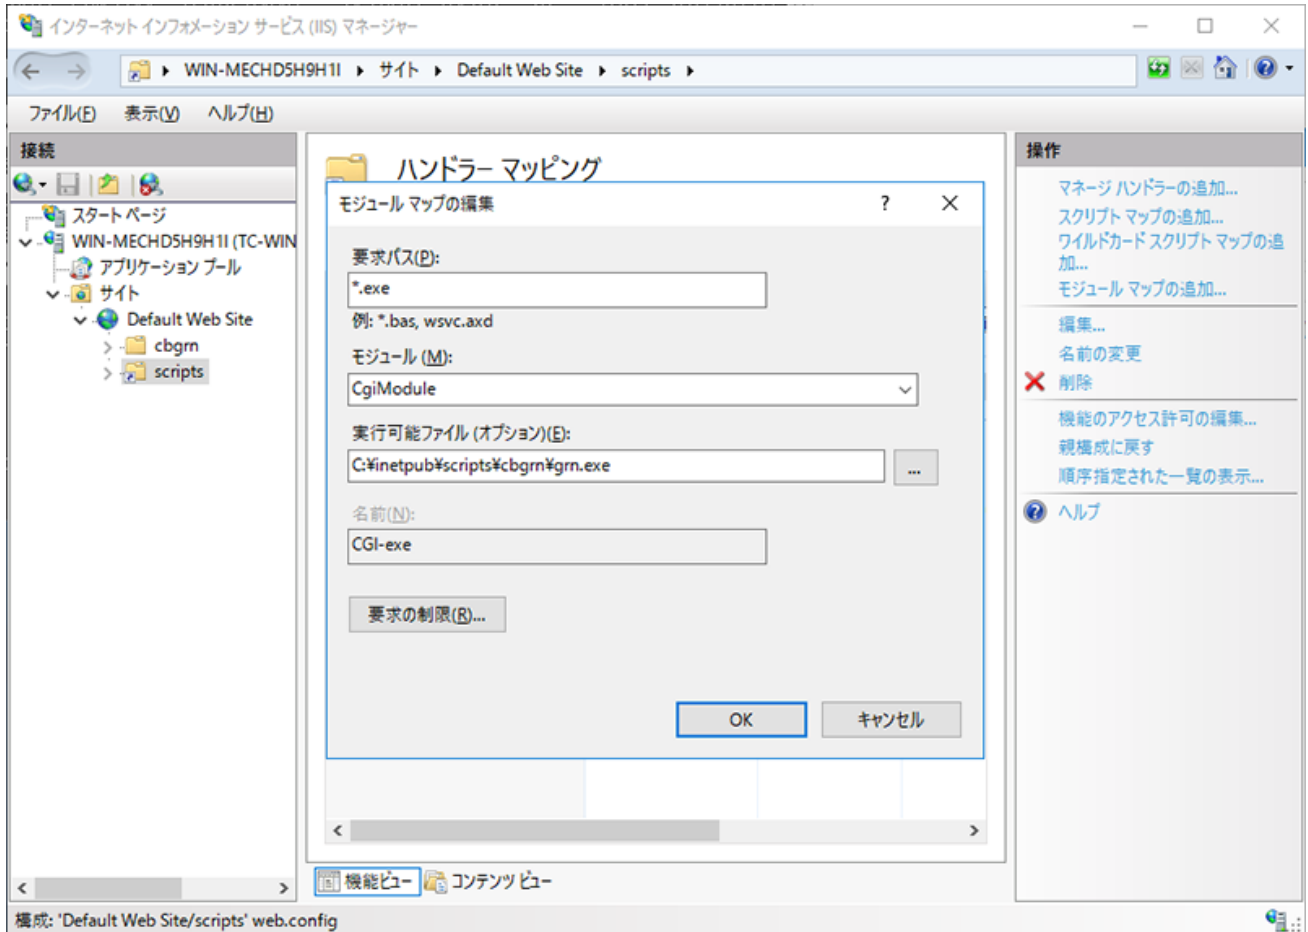 インターネット インフォメーション サービス (IIS) マネージャー
WIN-MECHD5H9H1I サイト Default Web Site scripts
ファイル(F) 表示(V) ヘルプ(H)
接続
スタート ページ
WIN-MECHD5H9H1I (TC-WIN
アプリケーション プール
サイト
Default Web Site
cbgrn
scripts
ハンドラー マッピング
モジュール マップの編集
?
要求パス(P):
*.exe
例: *.bas, wsvc.axd
モジュール (M):
CgiModule
実行可能ファイル (オプション)(E):
C:¥inetpub¥scripts¥cbgrn¥grn.exe
...
名前(N):
CGI-exe
要求の制限(R)...
OK
キャンセル
機能ビュー
コンテンツ ビュー
操作
マネージ ハンドラーの追加...
スクリプト マップの追加...
ワイルドカード スクリプト マップの追
加...
モジュール マップの追加...
編集...
名前の変更
削除
機能のアクセス許可の編集...
親構成に戻す
順序指定された一覧の表示...
ヘルプ
構成: 'Default Web Site/scripts' web.config